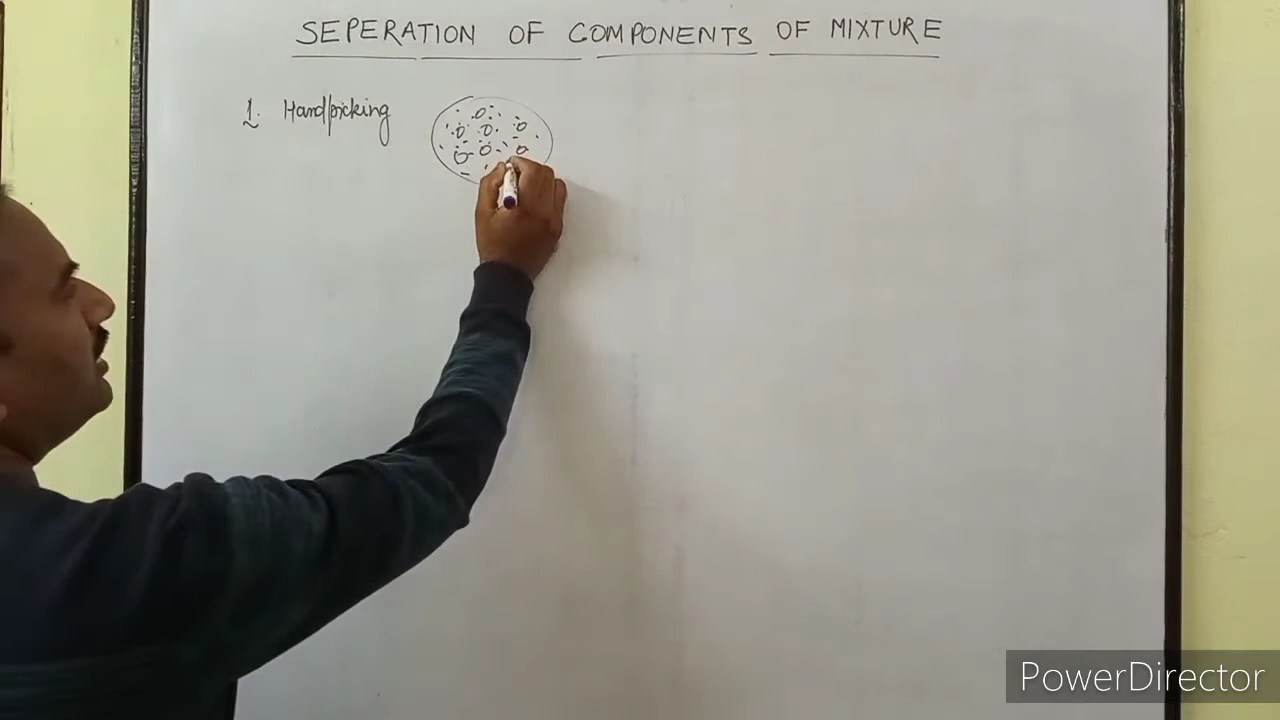 SEPERATION OF COMPONENTS OF MIXTURE
1. Handpicking
PowerDirector